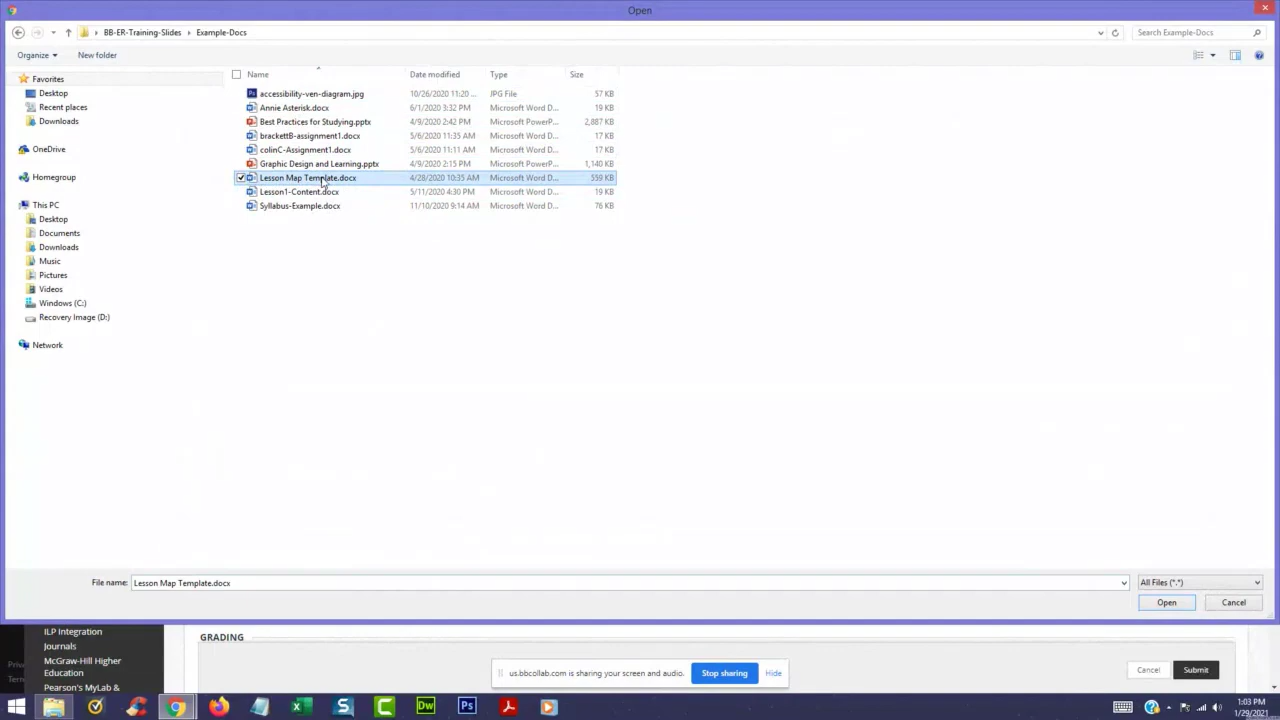 Open
BB-ER-Training-Slides Example-Docs Search Example-Docs
Organize New folder
Favorites
Desktop
Recent places
Downloads
OneDrive
Homegroup
This PC
Desktop
Documents
Downloads
Music
Pictures
Videos
Windows (C:)
Recovery Image (D:)
Network
Name Date modified Type Size
accessibility-ven-diagram.jpg 10/26/2020 11:20 ... JPG File 57 KB
Annie Asterisk.docx 6/1/2020 3:32 PM Microsoft Word D... 19 KB
Best Practices for Studying.pptx 4/9/2020 2:42 PM Microsoft PowerP... 2,887 KB
brackettB-assignment1.docx 5/6/2020 11:35 AM Microsoft Word D... 17 KB
colinC-Assignment1.docx 5/6/2020 11:11 AM Microsoft Word D... 17 KB
Graphic Design and Learning.pptx 4/9/2020 2:15 PM Microsoft PowerP... 1,140 KB
Lesson Map Template.docx 4/28/2020 10:35 AM Microsoft Word D... 559 KB
Lesson1-Content.docx 5/11/2020 4:30 PM Microsoft Word D... 19 KB
Syllabus-Example.docx 11/10/2020 9:14 AM Microsoft Word D... 76 KB
File name: Lesson Map Template.docx All Files (*.*)
Open Cancel
ILP Integration
Journals
McGraw-Hill Higher
Education
Pearson's MyLab &
GRADING
us.bbcollab.com is sharing your screen and audio. Stop sharing Hide
Cancel Submit
Dw Ps
1:03 PM
1/29/2021